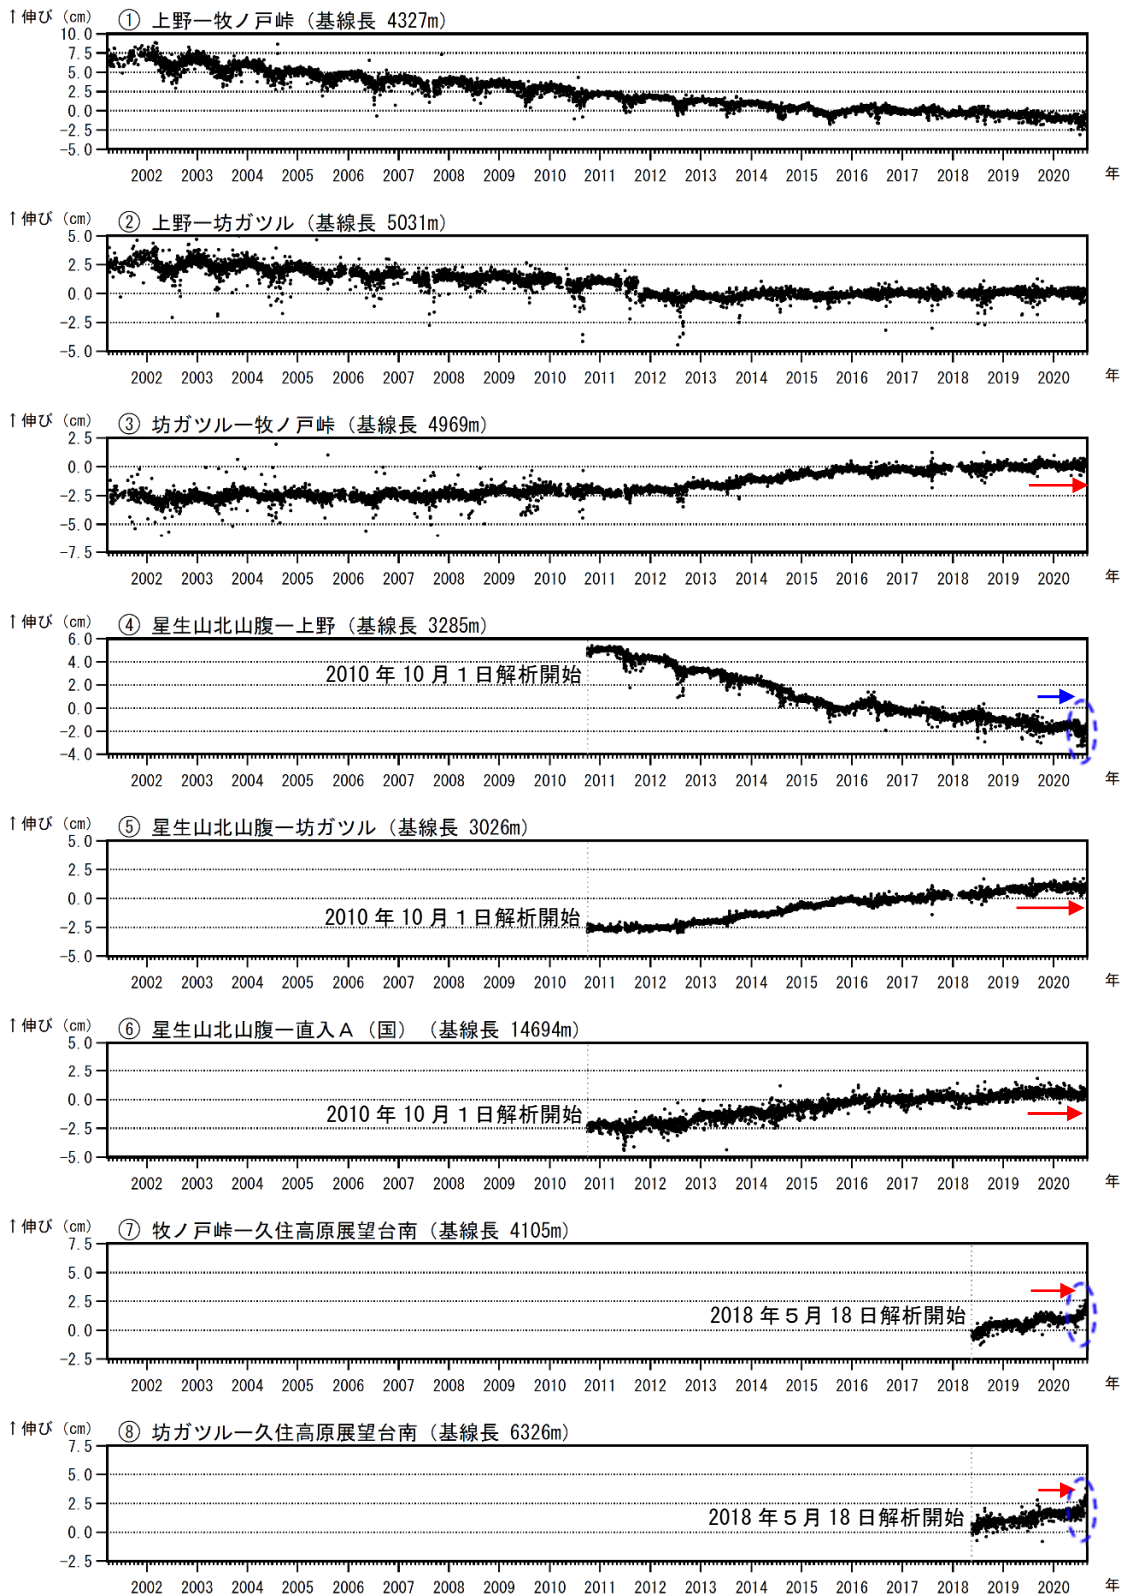 ↑伸び（cm） ① 上野―牧ノ戸峠（基線長 4327m）
10.0
7.5
5.0
2.5
0.0
-2.5
-5.0
2002 2003 2004 2005 2006 2007 2008 2009 2010 2011 2012 2013 2014 2015 2016 2017 2018 2019 2020 年
↑伸び（cm） ② 上野―坊ガツル（基線長 5031m）
5.0
2.5
0.0
-2.5
-5.0
2002 2003 2004 2005 2006 2007 2008 2009 2010 2011 2012 2013 2014 2015 2016 2017 2018 2019 2020 年
↑伸び（cm） ③ 坊ガツル―牧ノ戸峠（基線長 4969m）
2.5
0.0
-2.5
-5.0
-7.5
2002 2003 2004 2005 2006 2007 2008 2009 2010 2011 2012 2013 2014 2015 2016 2017 2018 2019 2020 年
↑伸び（cm） ④ 星生山北山腹―上野（基線長 3285m）
6.0
4.0
2010 年 10 月 1 日解析開始
2.0
0.0
-2.0
-4.0
2002 2003 2004 2005 2006 2007 2008 2009 2010 2011 2012 2013 2014 2015 2016 2017 2018 2019 2020 年
↑伸び（cm） ⑤ 星生山北山腹―坊ガツル（基線長 3026m）
5.0
2.5
0.0
2010 年 10 月 1 日解析開始
-2.5
-5.0
2002 2003 2004 2005 2006 2007 2008 2009 2010 2011 2012 2013 2014 2015 2016 2017 2018 2019 2020 年
↑伸び（cm） ⑥ 星生山北山腹―直入Ａ（国）（基線長 14694m）
5.0
2.5
0.0
2010 年 10 月 1 日解析開始
-2.5
-5.0
2002 2003 2004 2005 2006 2007 2008 2009 2010 2011 2012 2013 2014 2015 2016 2017 2018 2019 2020 年
↑伸び（cm） ⑦ 牧ノ戸峠―久住高原展望台南（基線長 4105m）
7.5
5.0
2.5
2018 年 5 月 18 日解析開始
0.0
-2.5
2002 2003 2004 2005 2006 2007 2008 2009 2010 2011 2012 2013 2014 2015 2016 2017 2018 2019 2020 年
↑伸び（cm） ⑧ 坊ガツル―久住高原展望台南（基線長 6326m）
7.5
5.0
2.5
2018 年 5 月 18 日解析開始
0.0
-2.5
2002 2003 2004 2005 2006 2007 2008 2009 2010 2011 2012 2013 2014 2015 2016 2017 2018 2019 2020 年